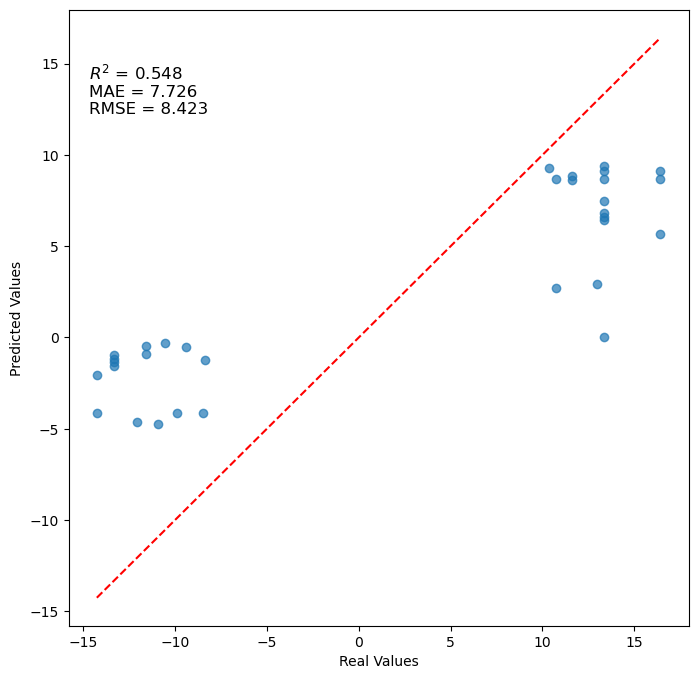 R² = 0.548
MAE = 7.726
RMSE = 8.423
15
10
5
0
−5
−10
−15
Predicted Values
−15 −10 −5 0 5 10 15
Real Values